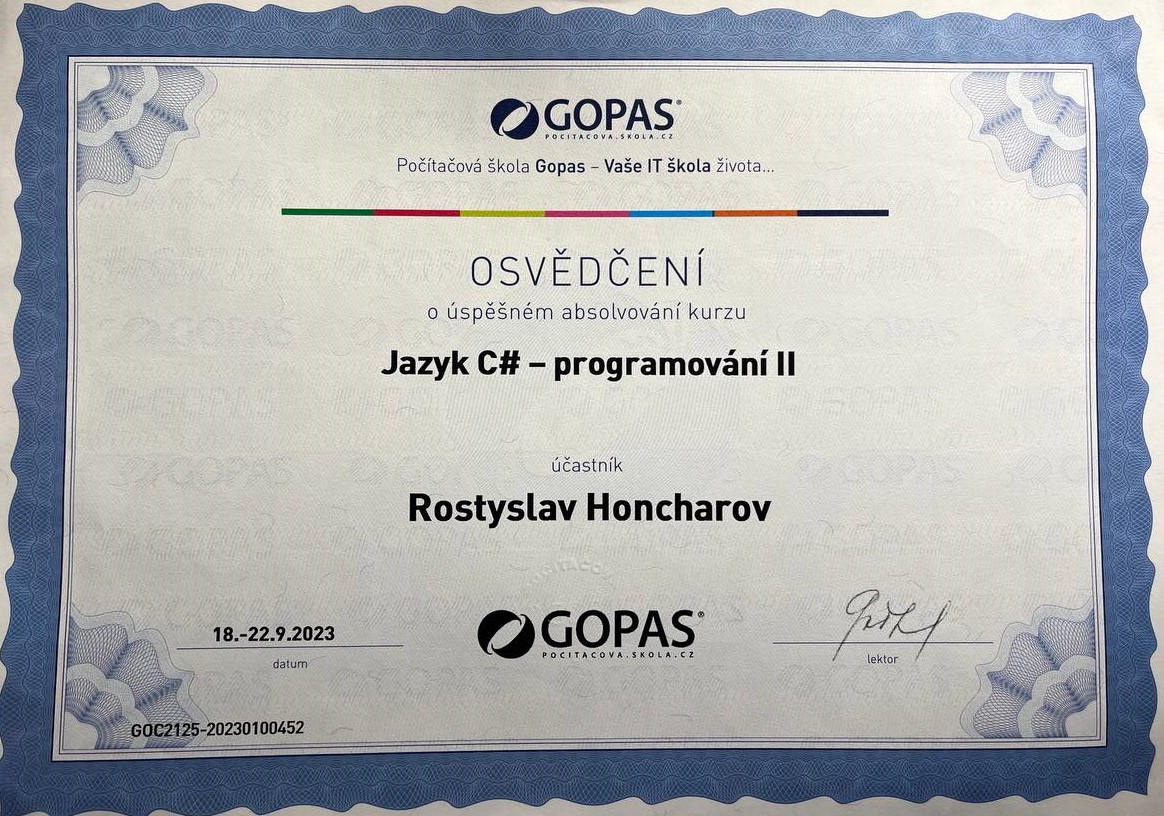 GOPAS®
POCITACOVA.SKOLA.CZ
Počítačová škola Gopas – Vaše IT škola života...
OSVĚDČENÍ
o úspěšném absolvování kurzu
Jazyk C# – programování II
účastník
Rostyslav Honcharov
18.-22.9.2023
datum
GOPAS®
POCITACOVA.SKOLA.CZ
lektor
GOC2125-20230100452